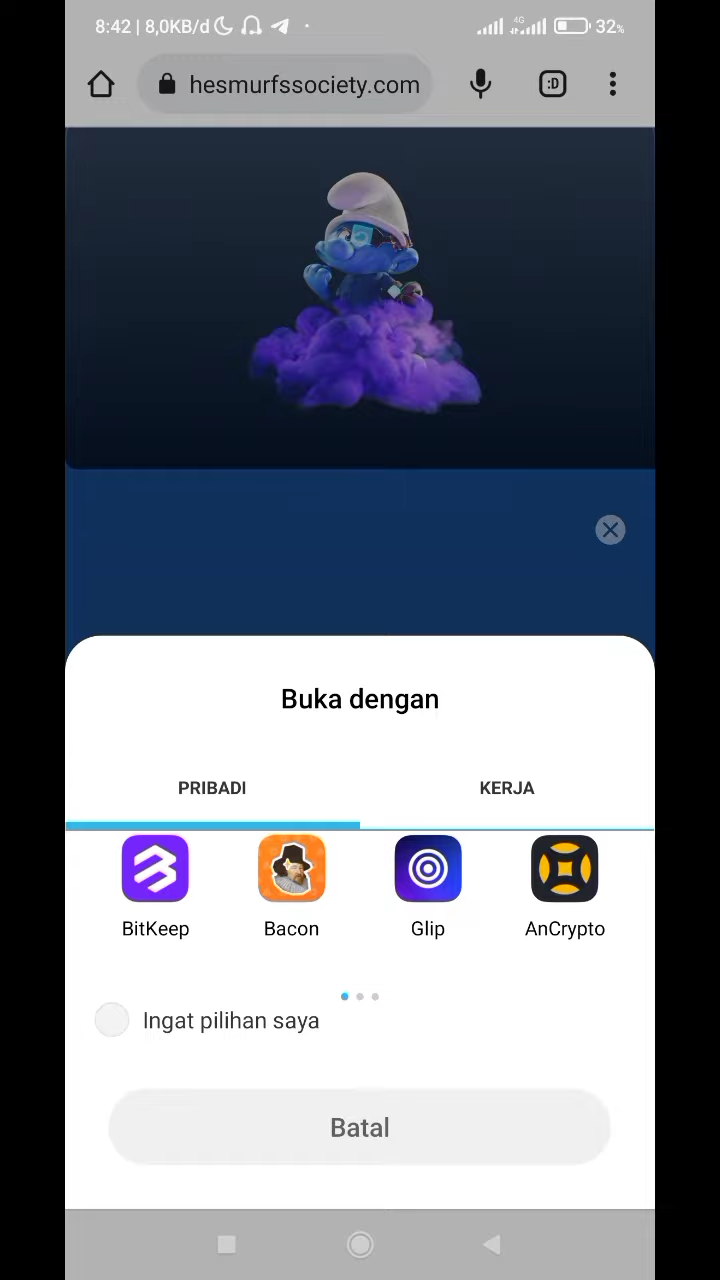 8:42 | 8,0KB/d
4G
32%
hesmurfssociety.com
:D
Buka dengan
PRIBADI
KERJA
BitKeep
Bacon
Glip
AnCrypto
Ingat pilihan saya
Batal